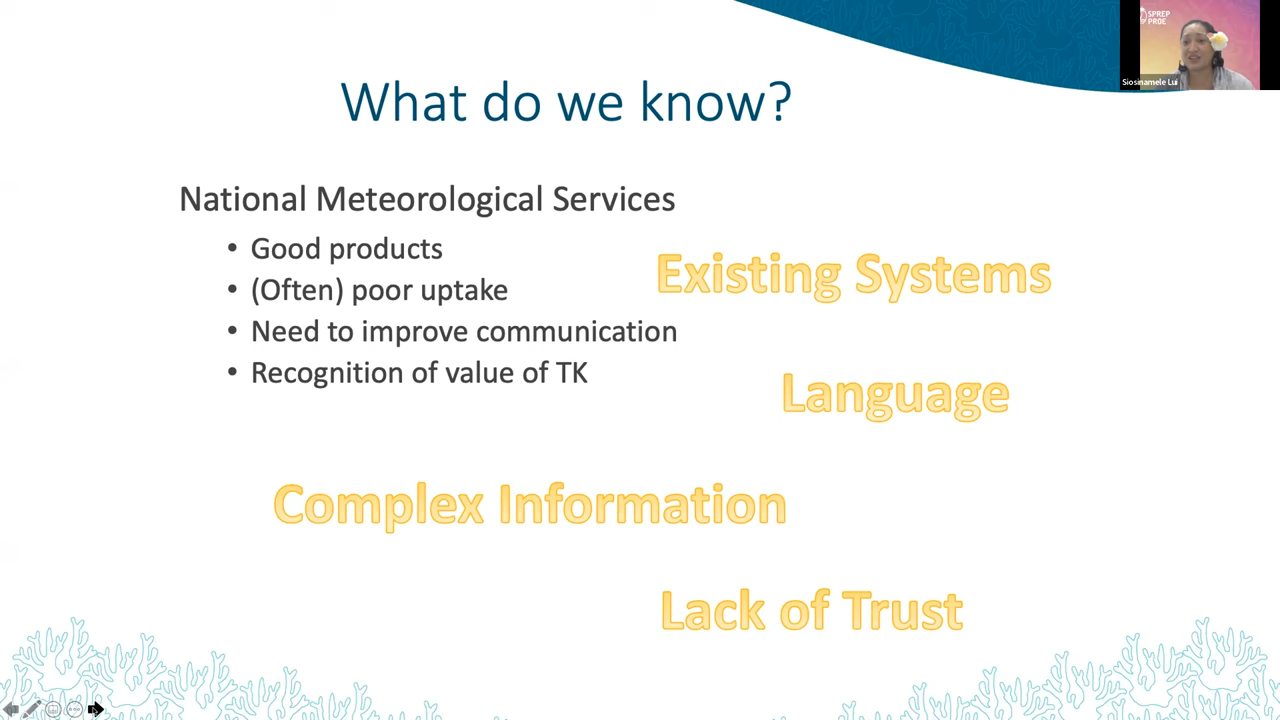 SPREP
PROE
Siosinamele Lui
What do we know?
National Meteorological Services
• Good products
• (Often) poor uptake
• Need to improve communication
• Recognition of value of TK
Existing Systems
Language
Complex Information
Lack of Trust